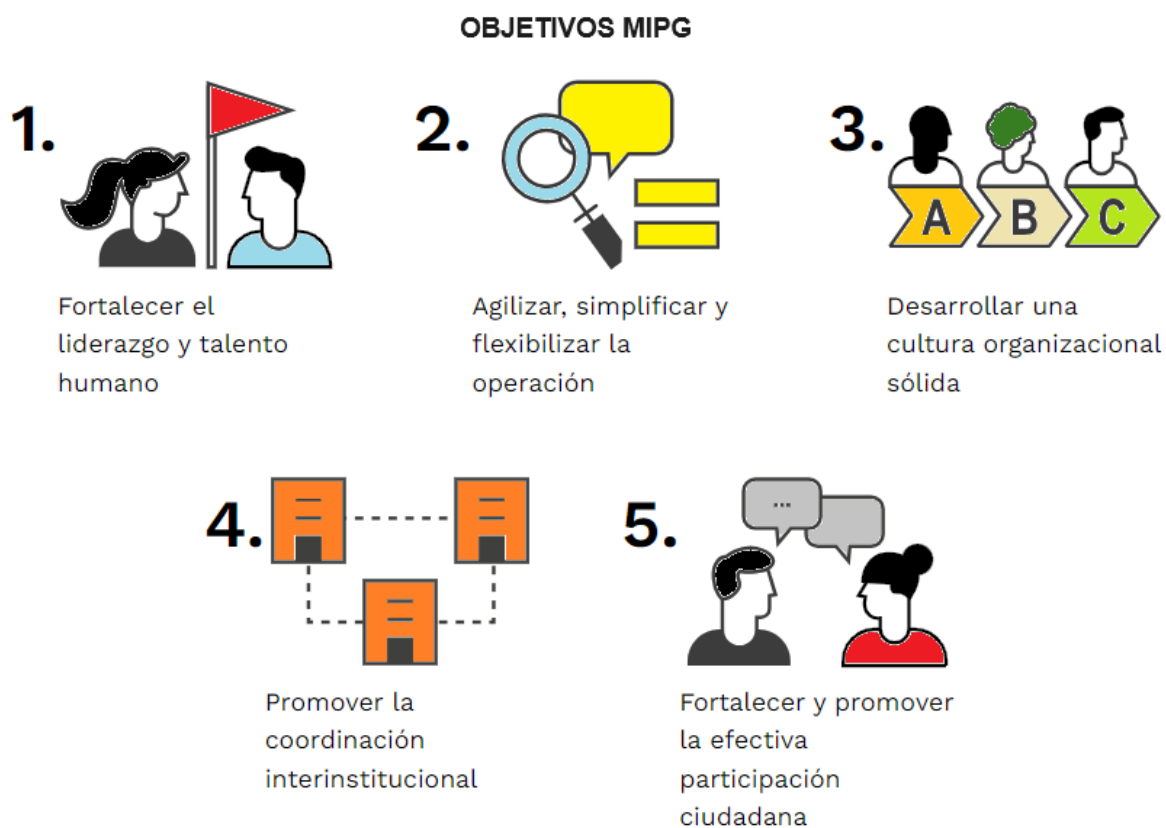 OBJETIVOS MIPG
1.
Fortalecer el
liderazgo y talento
humano
2.
Agilizar, simplificar y
flexibilizar la
operación
3.
A B C
Desarrollar una
cultura organizacional
sólida
4.
Promover la
coordinación
interinstitucional
5.
...
Fortalecer y promover
la efectiva
participación
ciudadana